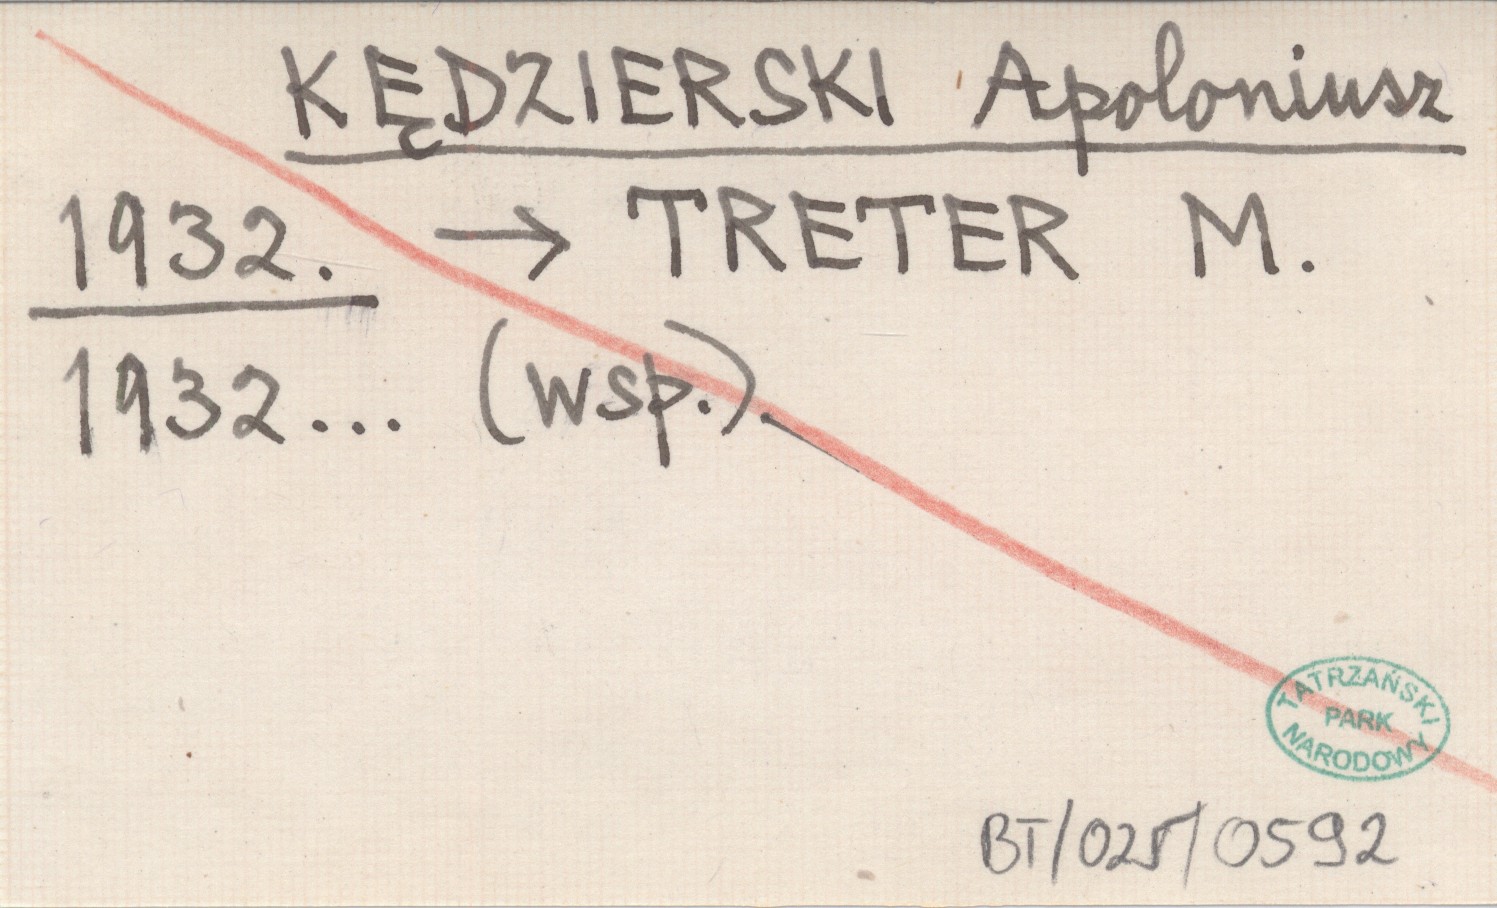 KĘDZIERSKI Apoloniusz
1932. → TRETER M.
1932... (wsp.).
TATRZAŃSKI
PARK
NARODOWY
BT/025/0592